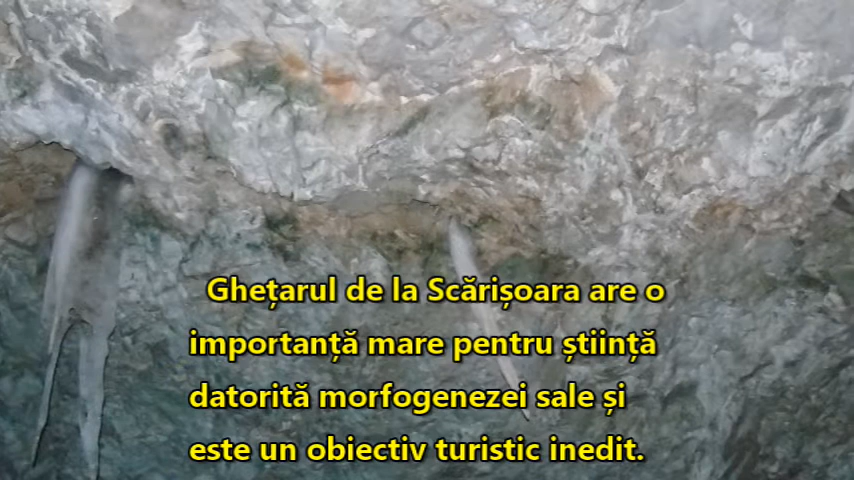 Ghețarul de la Scărișoara are o
importanță mare pentru știință
datorită morfogenezei sale și
este un obiectiv turistic inedit.